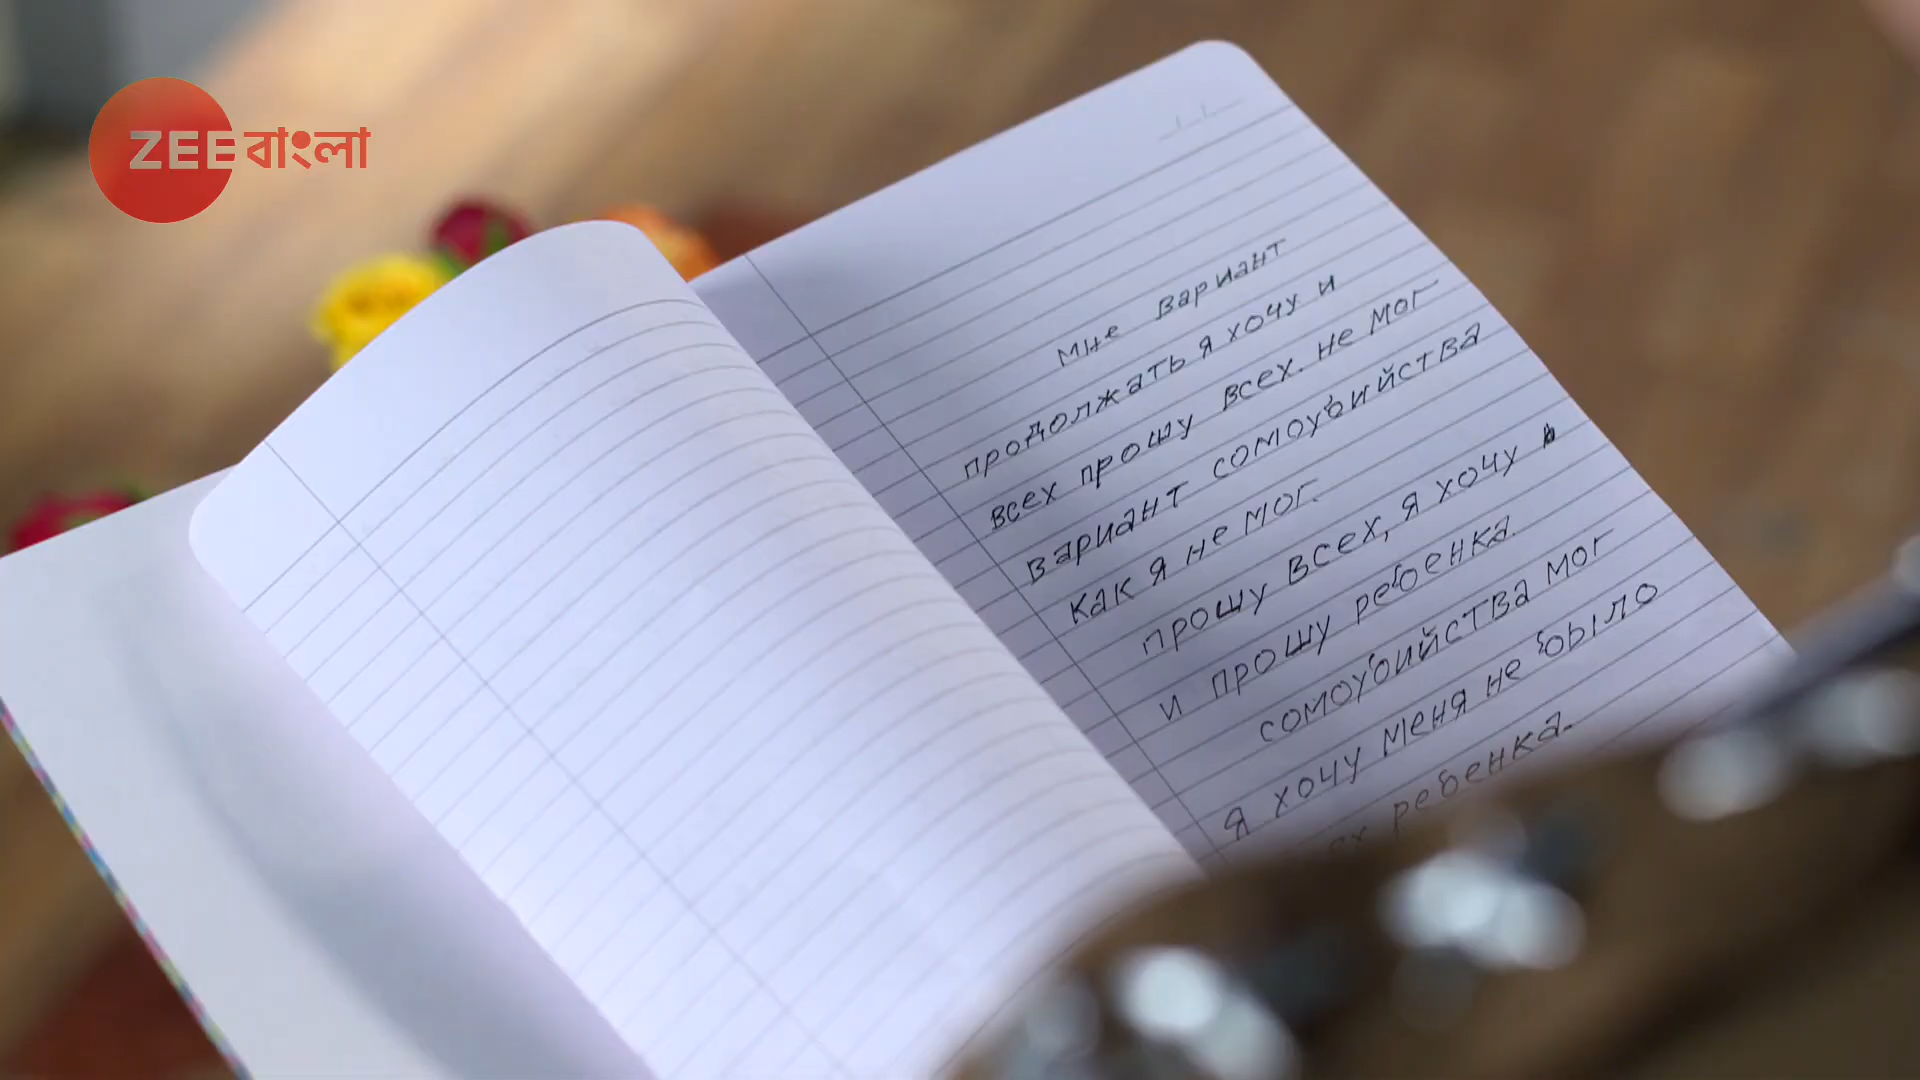 ZEE বাংলা
мне вариант
продолжать я хочу и
всех прошу всех. не мог
вариант сомоубийства
как я не мог.
прошу всех, я хочу
и прошу ребенка.
сомоубийства мог
я хочу меня не было
ребенка.